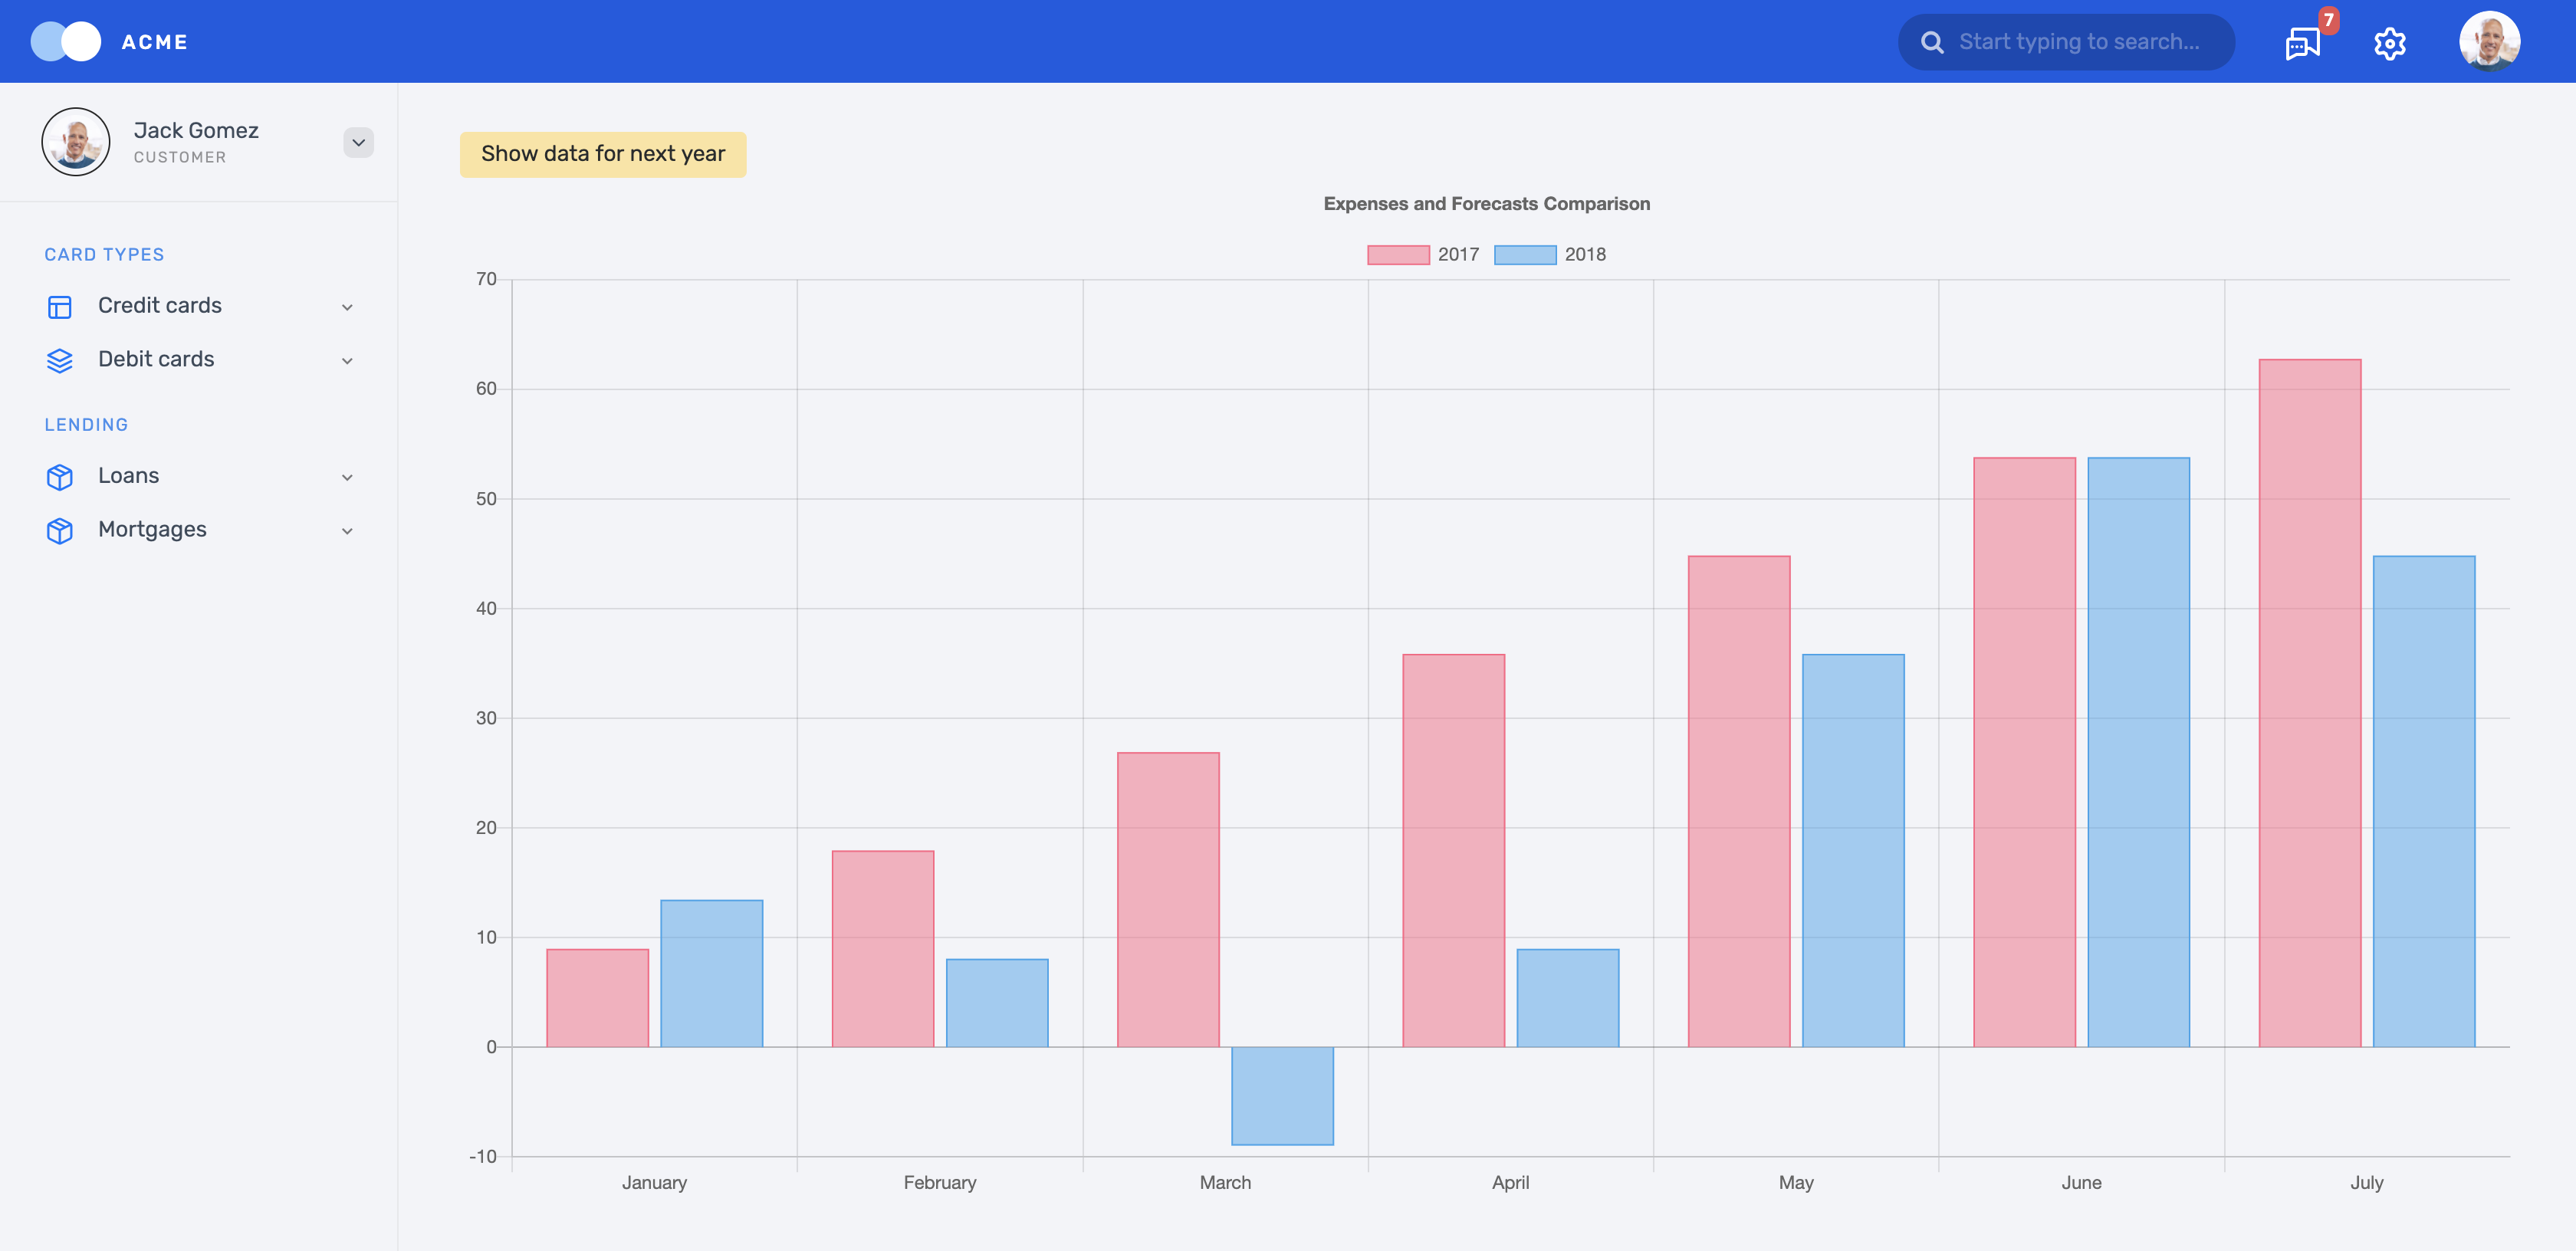 ACME
Start typing to search...
7
Jack Gomez
CUSTOMER
CARD TYPES
Credit cards
Debit cards
LENDING
Loans
Mortgages
Show data for next year
Expenses and Forecasts Comparison
2017 2018
70
60
50
40
30
20
10
0
-10
January February March April May June July